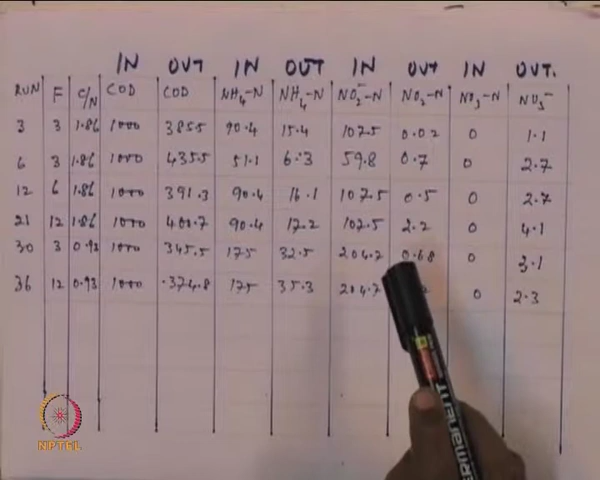 IN OUT IN OUT IN OUT IN OUT.
RUN F C/N COD COD NH4-N NH4-N NO2⁻-N NO2-N NO3-N NO3⁻
3 3 1.86 1000 385.5 90.4 15.4 107.5 0.02 0 1.1
6 3 1.86 1000 435.5 51.1 6.3 59.8 0.7 0 2.7
12 6 1.86 1000 391.3 90.4 16.1 107.5 0.5 0 2.7
21 12 1.86 1000 400.7 90.4 17.2 107.5 2.2 0 4.1
30 3 0.93 1000 345.5 175 32.5 204.7 0.68 0 3.1
36 12 0.93 1000 374.8 175 35.3 204.7 0 2.3
NPTEL